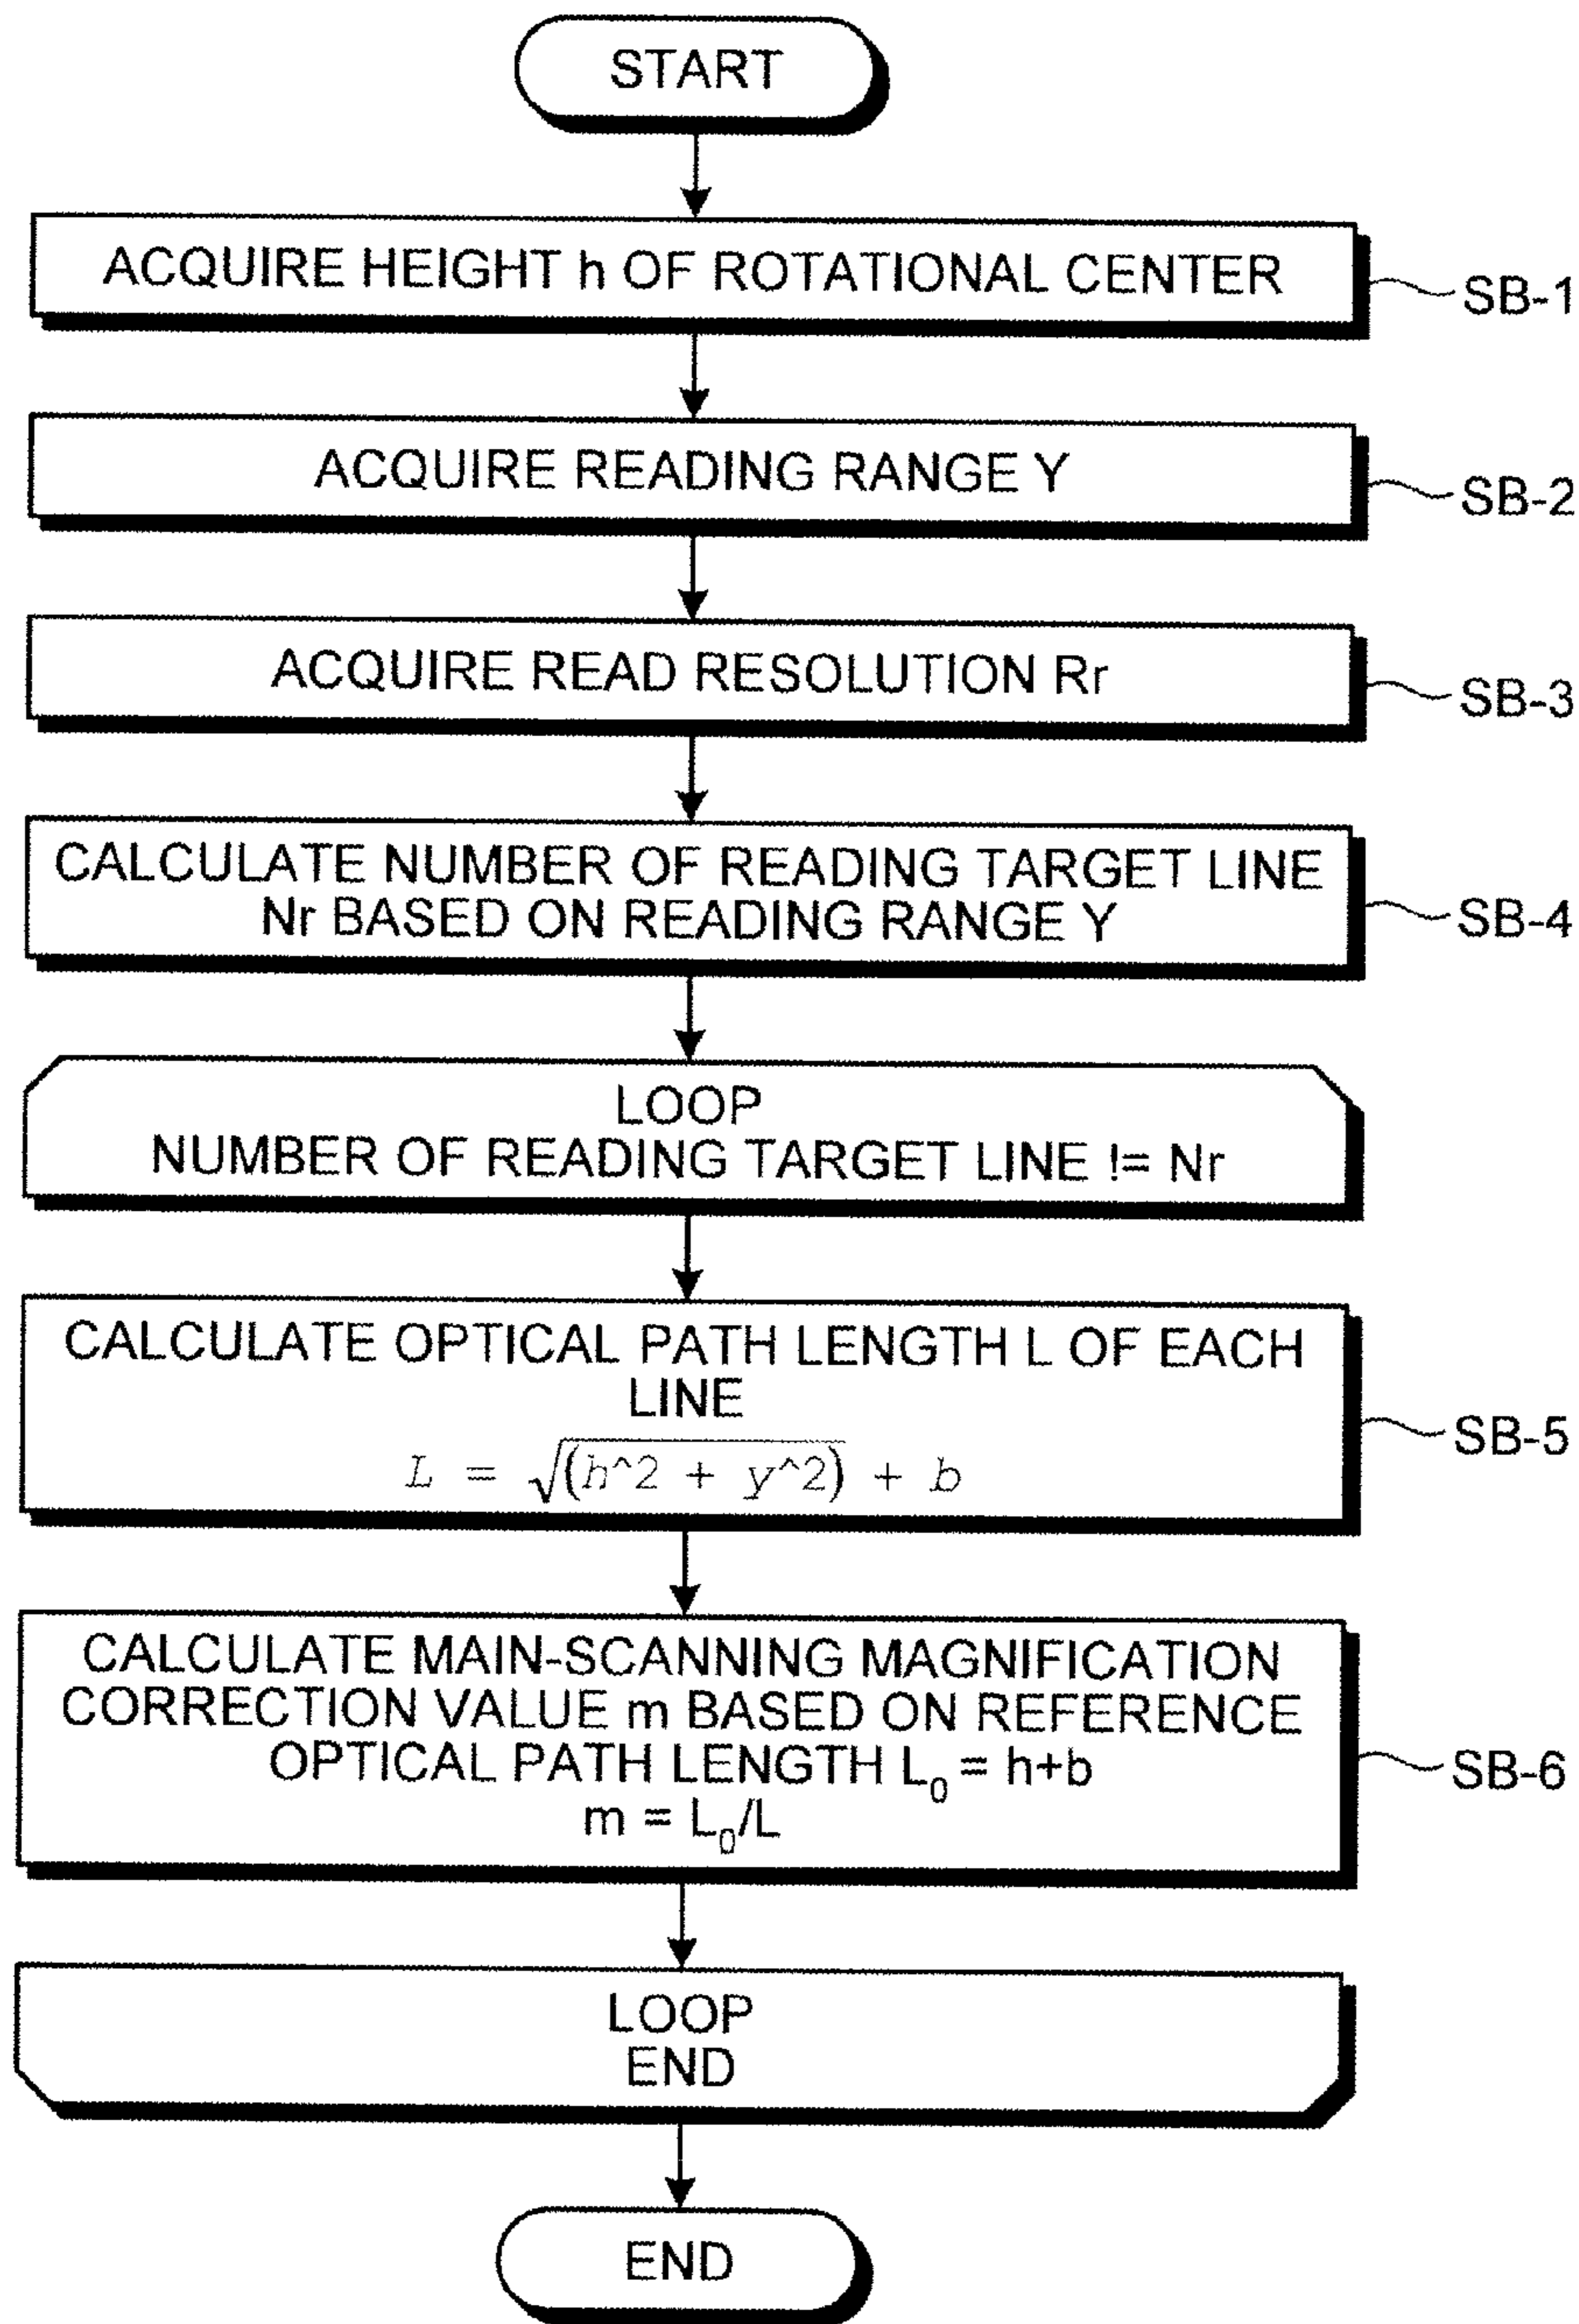 START
ACQUIRE HEIGHT h OF ROTATIONAL CENTER
SB-1
ACQUIRE READING RANGE Y
SB-2
ACQUIRE READ RESOLUTION Rr
SB-3
CALCULATE NUMBER OF READING TARGET LINE
Nr BASED ON READING RANGE Y
SB-4
LOOP
NUMBER OF READING TARGET LINE != Nr
CALCULATE OPTICAL PATH LENGTH L OF EACH
LINE
L = √(h^2 + y^2) + b
SB-5
CALCULATE MAIN-SCANNING MAGNIFICATION
CORRECTION VALUE m BASED ON REFERENCE
OPTICAL PATH LENGTH L₀ = h+b
m = L₀/L
SB-6
LOOP
END
END